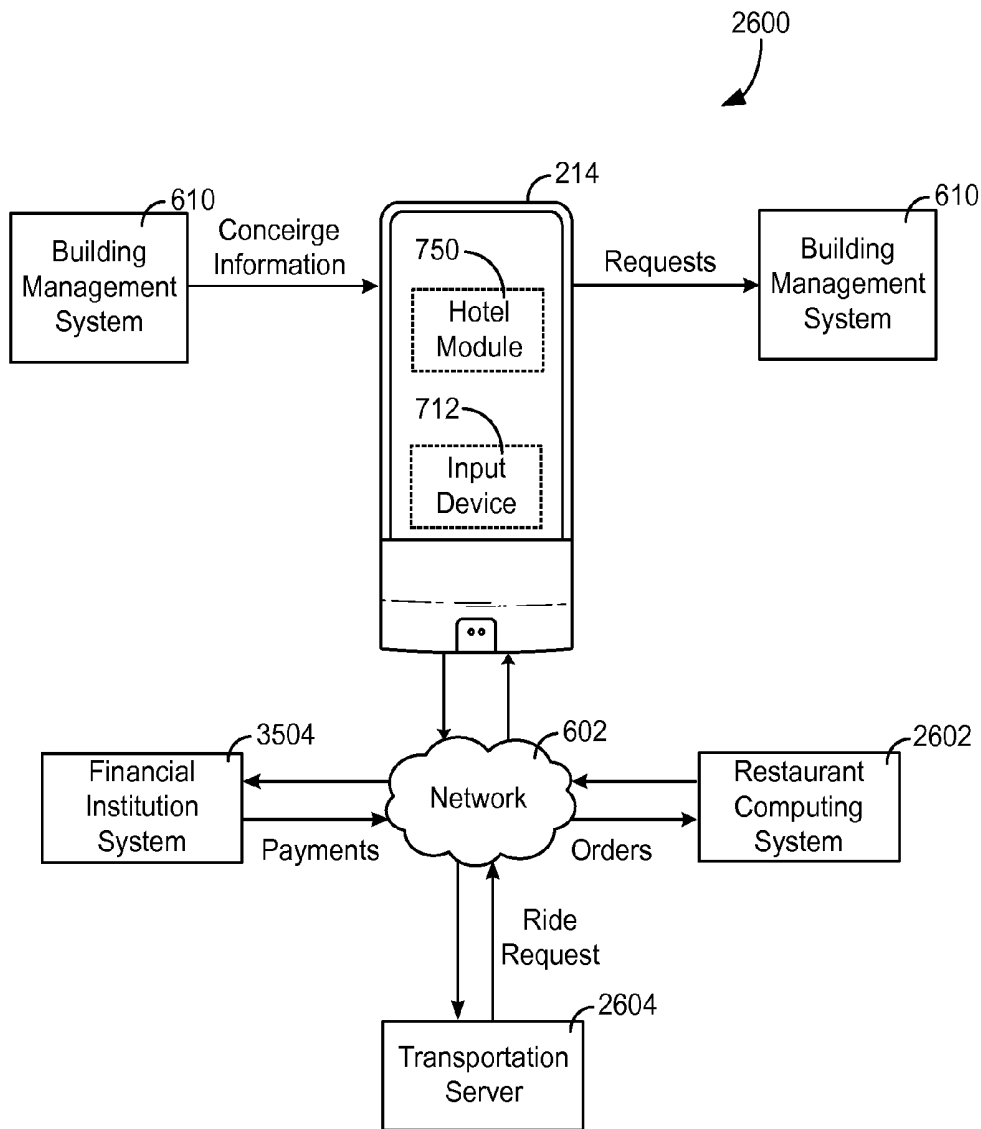 2600
610
Building
Management
System
Conceirge
Information
214
750
Hotel
Module
712
Input
Device
Requests
610
Building
Management
System
3504
Financial
Institution
System
Payments
602
Network
Orders
2602
Restaurant
Computing
System
Ride
Request
2604
Transportation
Server